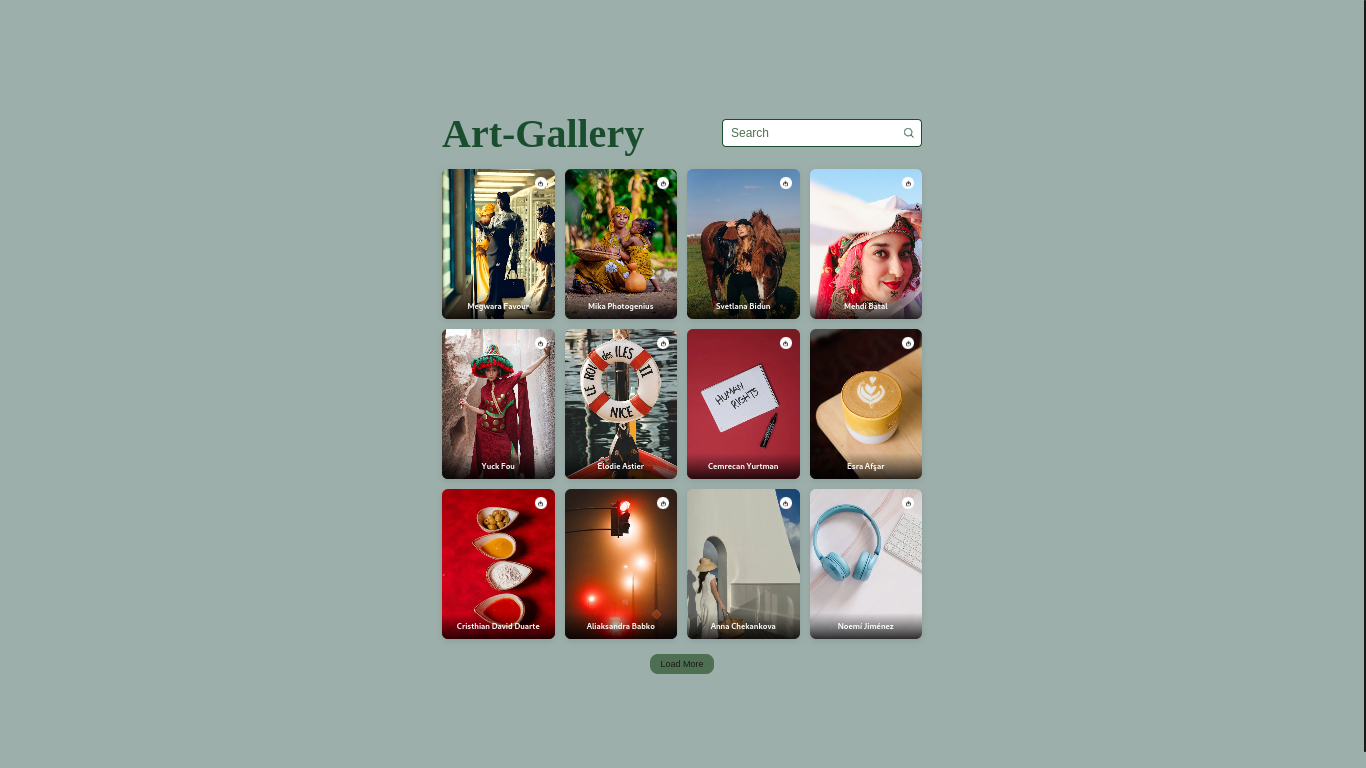 Art-Gallery
Search
Megwara Favour
Mika Photogenius
Svetlana Bidun
Mehdi Batal
Yuck Fou
LE ROI des ILES II
NICE
Élodie Astier
HUMAN
RIGHTS
Cemrecan Yurtman
Esra Afşar
Cristhian David Duarte
Aliaksandra Babko
Anna Chekankova
Noemí Jiménez
Load More